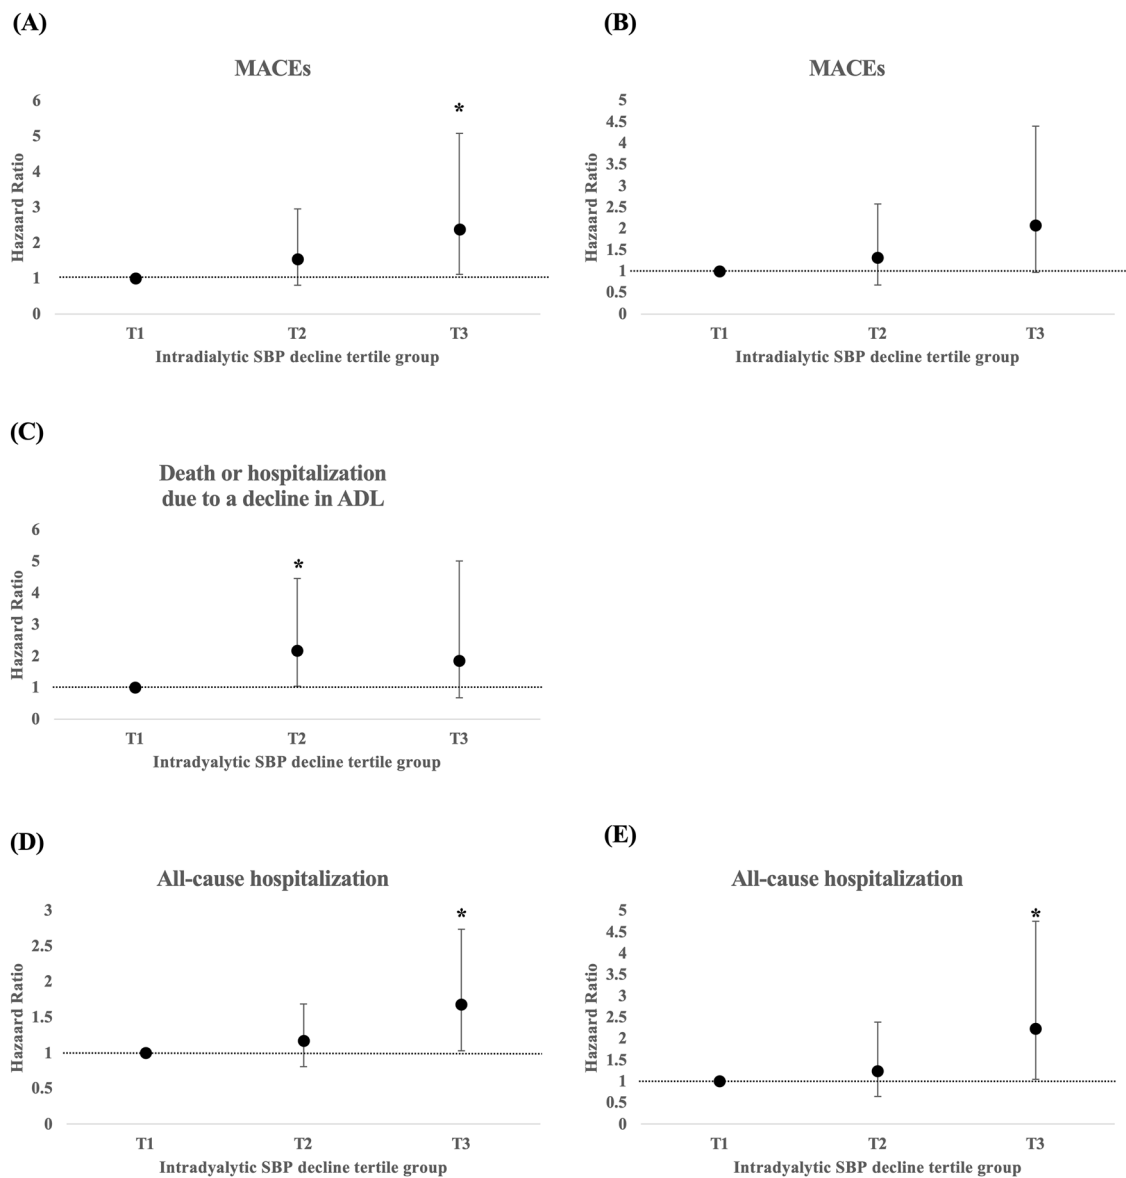 (A)
MACEs
6
5
4
3
2
1
0
Hazaard Ratio
*
T1 T2 T3
Intradialytic SBP decline tertile group
(B)
MACEs
5
4.5
4
3.5
3
2.5
2
1.5
1
0.5
0
Hazaard Ratio
T1 T2 T3
Intradialytic SBP decline tertile group
(C)
Death or hospitalization
due to a decline in ADL
6
5
4
3
2
1
0
Hazaard Ratio
*
T1 T2 T3
Intradyalytic SBP decline tertile group
(D)
All-cause hospitalization
3
2.5
2
1.5
1
0.5
0
Hazaard Ratio
*
T1 T2 T3
Intradyalytic SBP decline tertile group
(E)
All-cause hospitalization
5
4.5
4
3.5
3
2.5
2
1.5
1
0.5
0
Hazaard Ratio
*
T1 T2 T3
Intradyalytic SBP decline tertile group